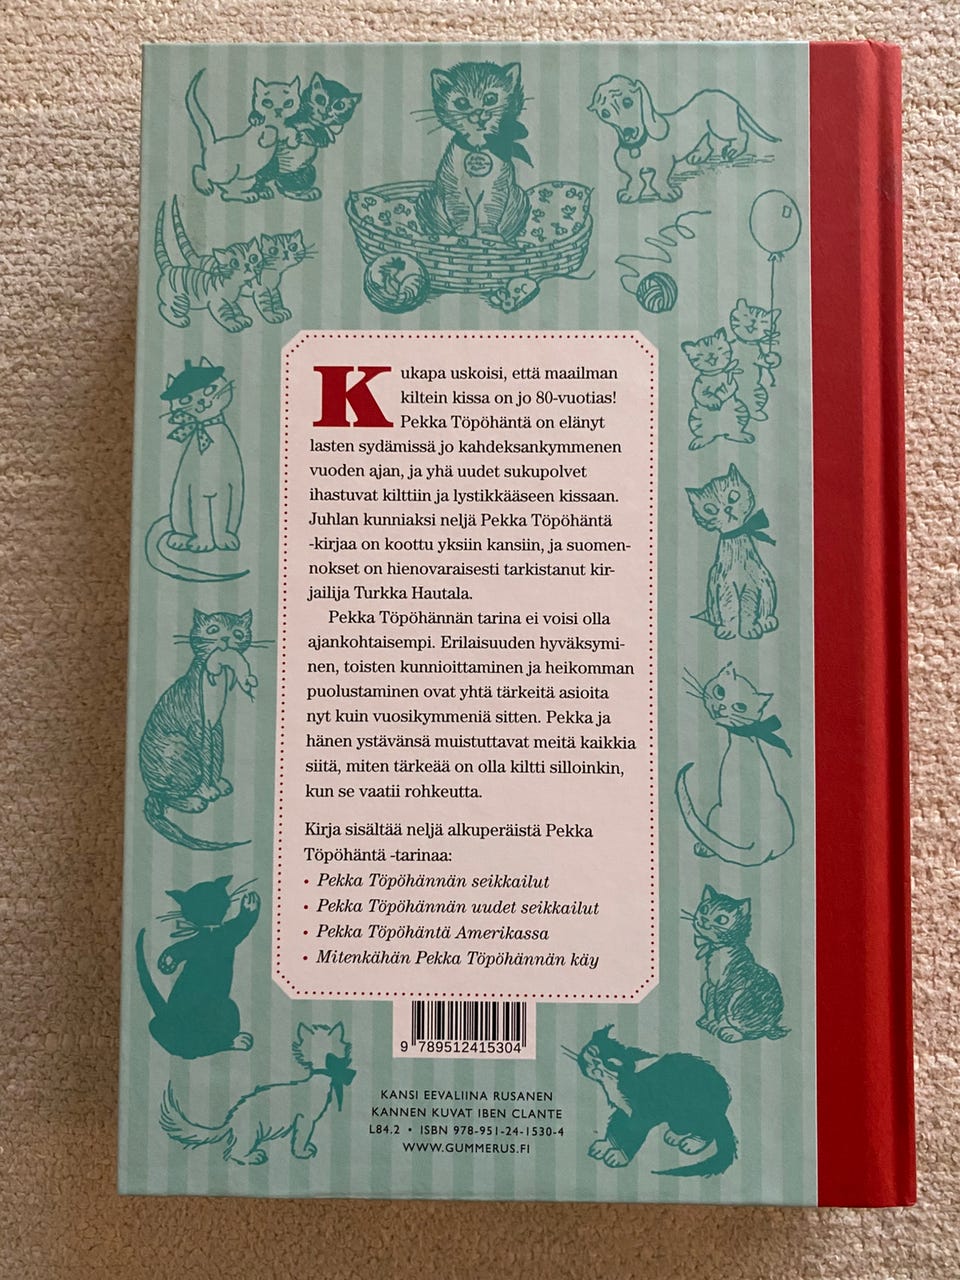 Kukapa uskoisi, että maailman
kiltein kissa on jo 80-vuotias!
Pekka Töpöhäntä on elänyt
lasten sydämissä jo kahdeksankymmenen
vuoden ajan, ja yhä uudet sukupolvet
ihastuvat kilttiin ja lystikkääseen kissaan.
Juhlan kunniaksi neljä Pekka Töpöhäntä
-kirjaa on koottu yksiin kansiin, ja suomen-
nokset on hienovaraisesti tarkistanut kir-
jailija Turkka Hautala.
Pekka Töpöhännän tarina ei voisi olla
ajankohtaisempi. Erilaisuuden hyväksymi-
nen, toisten kunnioittaminen ja heikomman
puolustaminen ovat yhtä tärkeitä asioita
nyt kuin vuosikymmeniä sitten. Pekka ja
hänen ystävänsä muistuttavat meitä kaikkia
siitä, miten tärkeää on olla kiltti silloinkin,
kun se vaatii rohkeutta.
Kirja sisältää neljä alkuperäistä Pekka
Töpöhäntä -tarinaa:
• Pekka Töpöhännän seikkailut
• Pekka Töpöhännän uudet seikkailut
• Pekka Töpöhäntä Amerikassa
• Mitenkähän Pekka Töpöhännän käy
9 789512 415304
KANSI EEVALIINA RUSANEN
KANNEN KUVAT IBEN CLANTE
L84.2 • ISBN 978-951-24-1530-4
WWW.GUMMERUS.FI